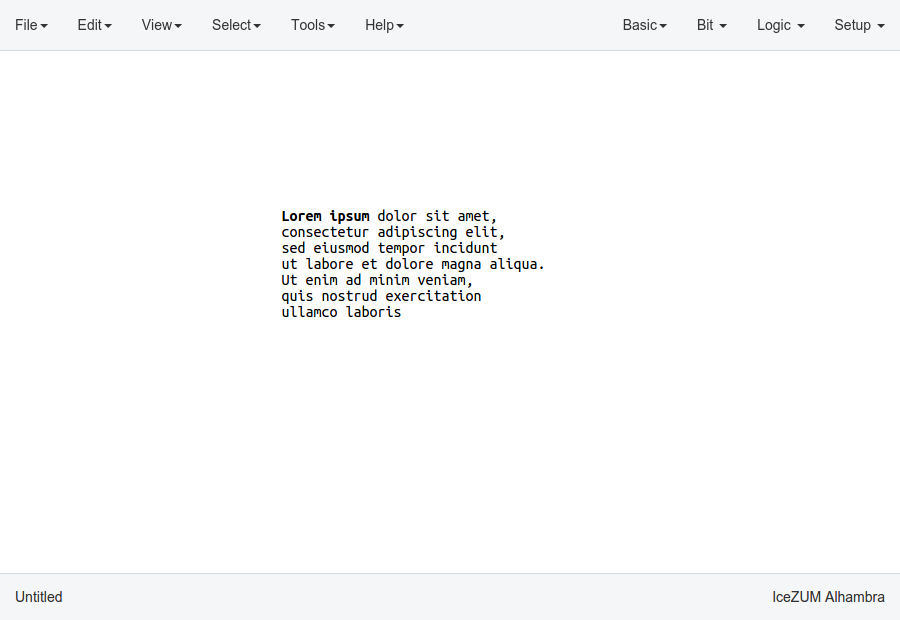 File Edit View Select Tools Help Basic Bit Logic Setup
Lorem ipsum dolor sit amet,
consectetur adipiscing elit,
sed eiusmod tempor incidunt
ut labore et dolore magna aliqua.
Ut enim ad minim veniam,
quis nostrud exercitation
ullamco laboris
Untitled IceZUM Alhambra